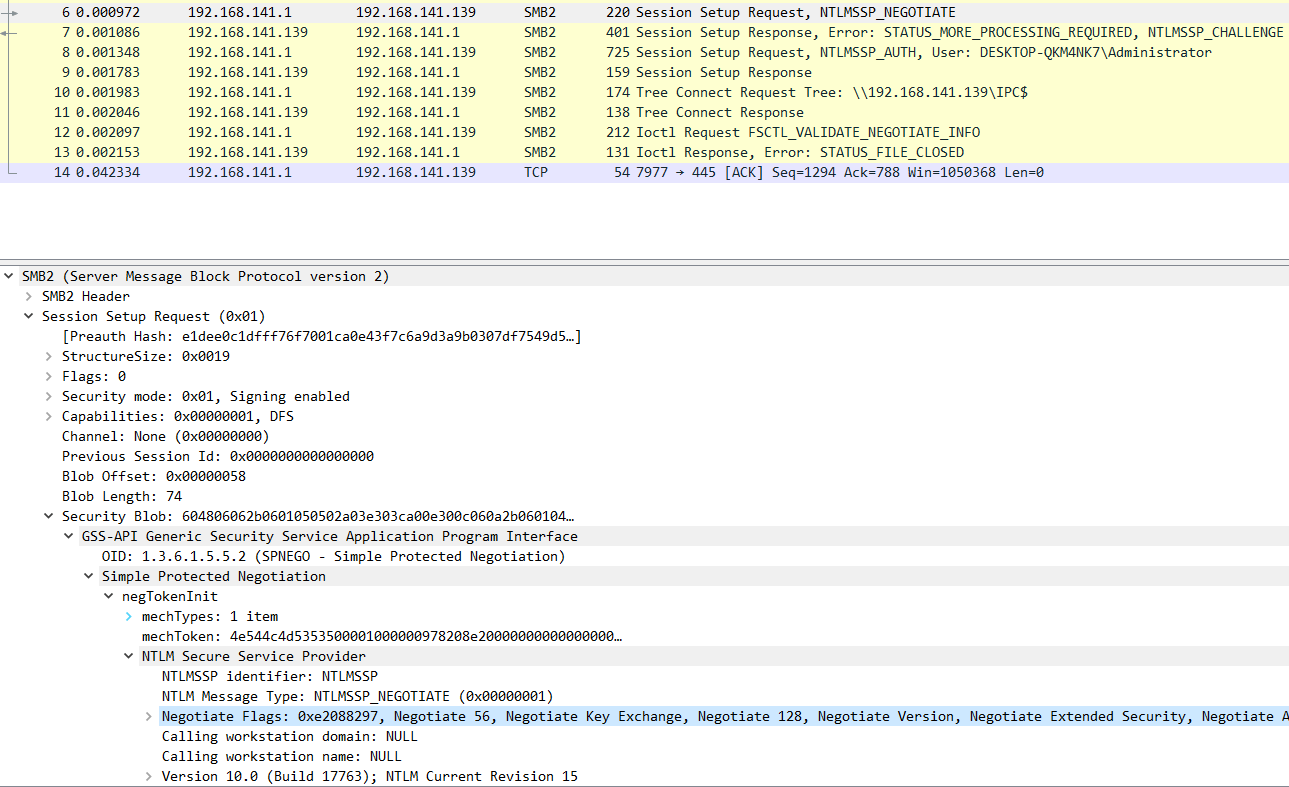 6 0.000972 192.168.141.1 192.168.141.139 SMB2 220 Session Setup Request, NTLMSSP_NEGOTIATE
7 0.001086 192.168.141.139 192.168.141.1 SMB2 401 Session Setup Response, Error: STATUS_MORE_PROCESSING_REQUIRED, NTLMSSP_CHALLENGE
8 0.001348 192.168.141.1 192.168.141.139 SMB2 725 Session Setup Request, NTLMSSP_AUTH, User: DESKTOP-QKM4NK7\Administrator
9 0.001783 192.168.141.139 192.168.141.1 SMB2 159 Session Setup Response
10 0.001983 192.168.141.1 192.168.141.139 SMB2 174 Tree Connect Request Tree: \\192.168.141.139\IPC$
11 0.002046 192.168.141.139 192.168.141.1 SMB2 138 Tree Connect Response
12 0.002097 192.168.141.1 192.168.141.139 SMB2 212 Ioctl Request FSCTL_VALIDATE_NEGOTIATE_INFO
13 0.002153 192.168.141.139 192.168.141.1 SMB2 131 Ioctl Response, Error: STATUS_FILE_CLOSED
14 0.042334 192.168.141.1 192.168.141.139 TCP 54 7977 → 445 [ACK] Seq=1294 Ack=788 Win=1050368 Len=0
SMB2 (Server Message Block Protocol version 2)
SMB2 Header
Session Setup Request (0x01)
[Preauth Hash: e1dee0c1dfff76f7001ca0e43f7c6a9d3a9b0307df7549d5…]
StructureSize: 0x0019
Flags: 0
Security mode: 0x01, Signing enabled
Capabilities: 0x00000001, DFS
Channel: None (0x00000000)
Previous Session Id: 0x0000000000000000
Blob Offset: 0x00000058
Blob Length: 74
Security Blob: 604806062b0601050502a03e303ca00e300c060a2b060104…
GSS-API Generic Security Service Application Program Interface
OID: 1.3.6.1.5.5.2 (SPNEGO - Simple Protected Negotiation)
Simple Protected Negotiation
negTokenInit
mechTypes: 1 item
mechToken: 4e544c4d5353500001000000978208e20000000000000000…
NTLM Secure Service Provider
NTLMSSP identifier: NTLMSSP
NTLM Message Type: NTLMSSP_NEGOTIATE (0x00000001)
Negotiate Flags: 0xe2088297, Negotiate 56, Negotiate Key Exchange, Negotiate 128, Negotiate Version, Negotiate Extended Security, Negotiate A
Calling workstation domain: NULL
Calling workstation name: NULL
Version 10.0 (Build 17763); NTLM Current Revision 15